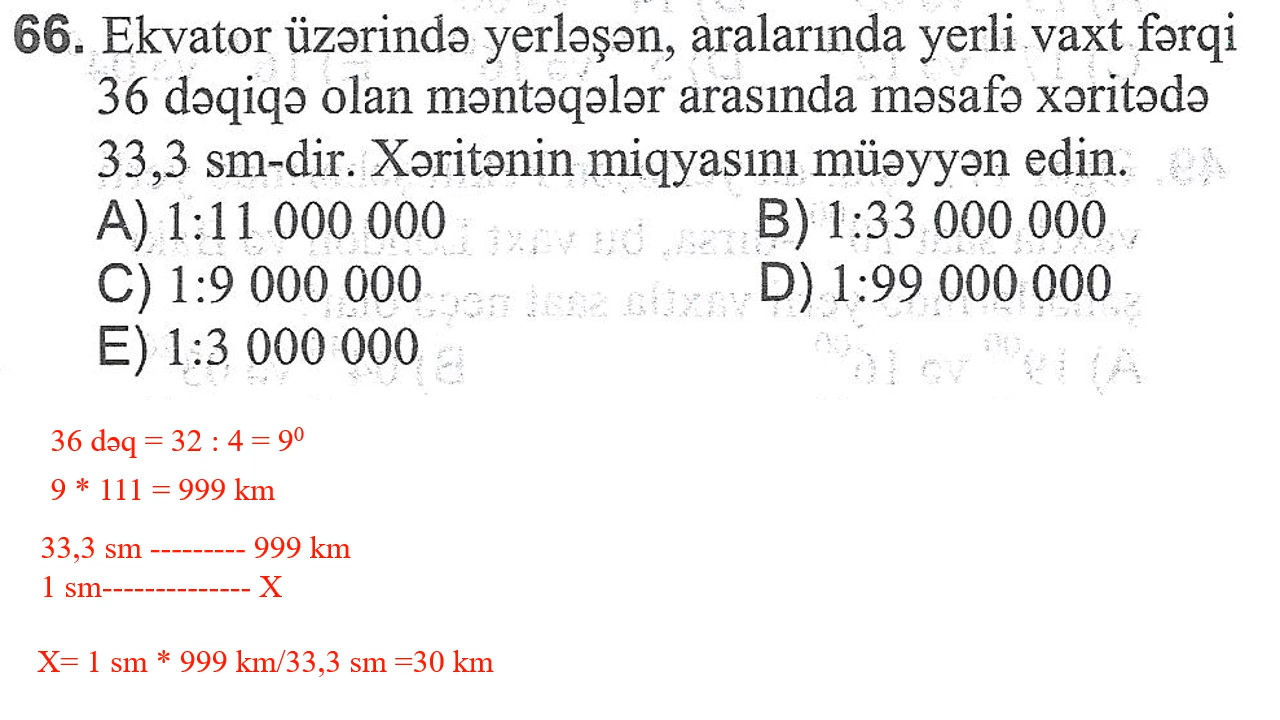 66. Ekvator üzərində yerləşən, aralarında yerli vaxt fərqi
36 dəqiqə olan məntəqələr arasında məsafə xəritədə
33,3 sm-dir. Xəritənin miqyasını müəyyən edin.
A) 1:11 000 000 B) 1:33 000 000
C) 1:9 000 000 D) 1:99 000 000
E) 1:3 000 000
36 dəq = 32 : 4 = 9⁰
9 * 111 = 999 km
33,3 sm --------- 999 km
1 sm-------------- X
X= 1 sm * 999 km/33,3 sm =30 km